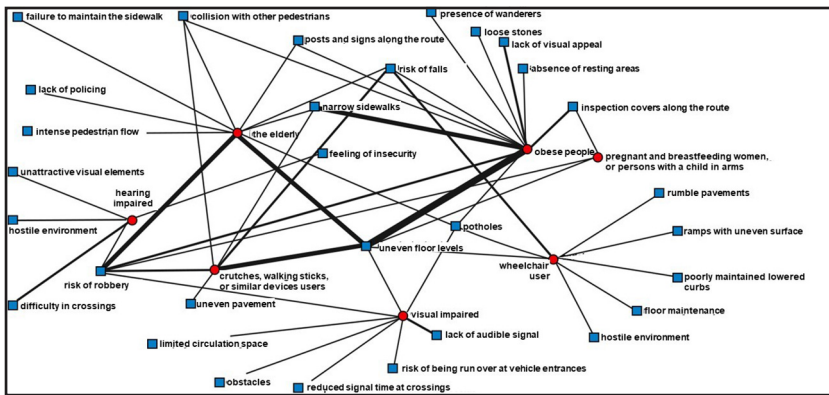 presence of wanderers
failure to maintain the sidewalk
collision with other pedestrians
loose stones
posts and signs along the route
lack of visual appeal
risk of falls
absence of resting areas
lack of policing
narrow sidewalks
inspection covers along the route
intense pedestrian flow
the elderly
feeling of insecurity
obese people
pregnant and breastfeeding women,
or persons with a child in arms
unattractive visual elements
hearing
impaired
rumble pavements
hostile environment
potholes
ramps with uneven surface
uneven floor levels
wheelchair
user
risk of robbery
crutches, walking sticks,
or similar devices users
poorly maintained lowered
curbs
difficulty in crossings
uneven pavement
visual impaired
floor maintenance
lack of audible signal
hostile environment
limited circulation space
risk of being run over at vehicle entrances
obstacles
reduced signal time at crossings